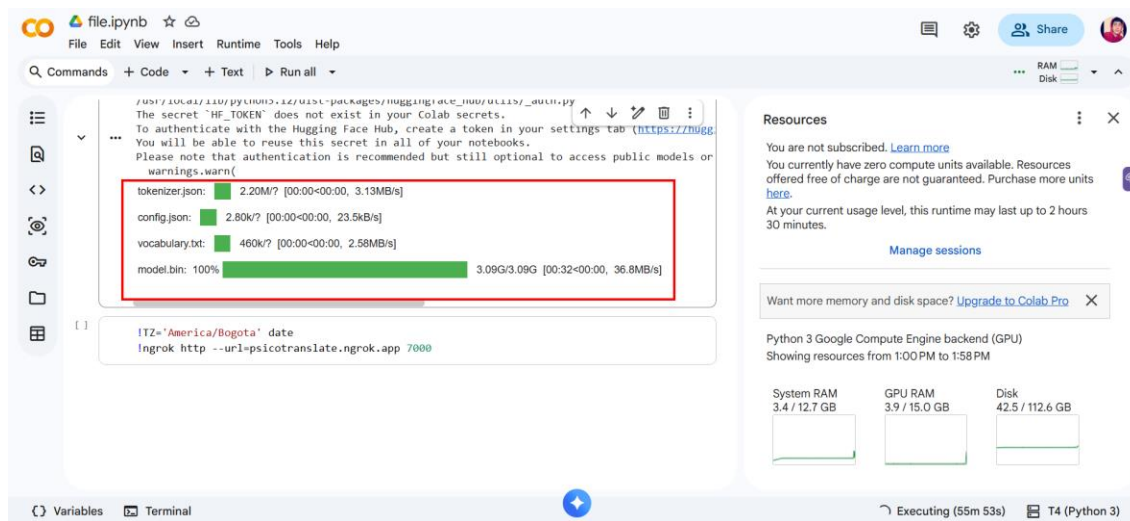 CO
file.ipynb
File Edit View Insert Runtime Tools Help
Share
Commands + Code + Text Run all
RAM
Disk
/usr/local/lib/python3.12/dist-packages/huggingface_hub/utils/_auth.py
The secret `HF_TOKEN` does not exist in your Colab secrets.
To authenticate with the Hugging Face Hub, create a token in your settings tab (https://hugg
You will be able to reuse this secret in all of your notebooks.
Please note that authentication is recommended but still optional to access public models or
warnings.warn(
tokenizer.json: 2.20M/? [00:00<00:00, 3.13MB/s]
config.json: 2.80k/? [00:00<00:00, 23.5kB/s]
vocabulary.txt: 460k/? [00:00<00:00, 2.58MB/s]
model.bin: 100% 3.09G/3.09G [00:32<00:00, 36.8MB/s]
[ ]
!TZ='America/Bogota' date
!ngrok http --url=psicotranslate.ngrok.app 7000
Resources
You are not subscribed. Learn more
You currently have zero compute units available. Resources
offered free of charge are not guaranteed. Purchase more units
here.
At your current usage level, this runtime may last up to 2 hours
30 minutes.
Manage sessions
Want more memory and disk space? Upgrade to Colab Pro
Python 3 Google Compute Engine backend (GPU)
Showing resources from 1:00 PM to 1:58 PM
System RAM
3.4 / 12.7 GB
GPU RAM
3.9 / 15.0 GB
Disk
42.5 / 112.6 GB
{} Variables Terminal
Executing (55m 53s) T4 (Python 3)